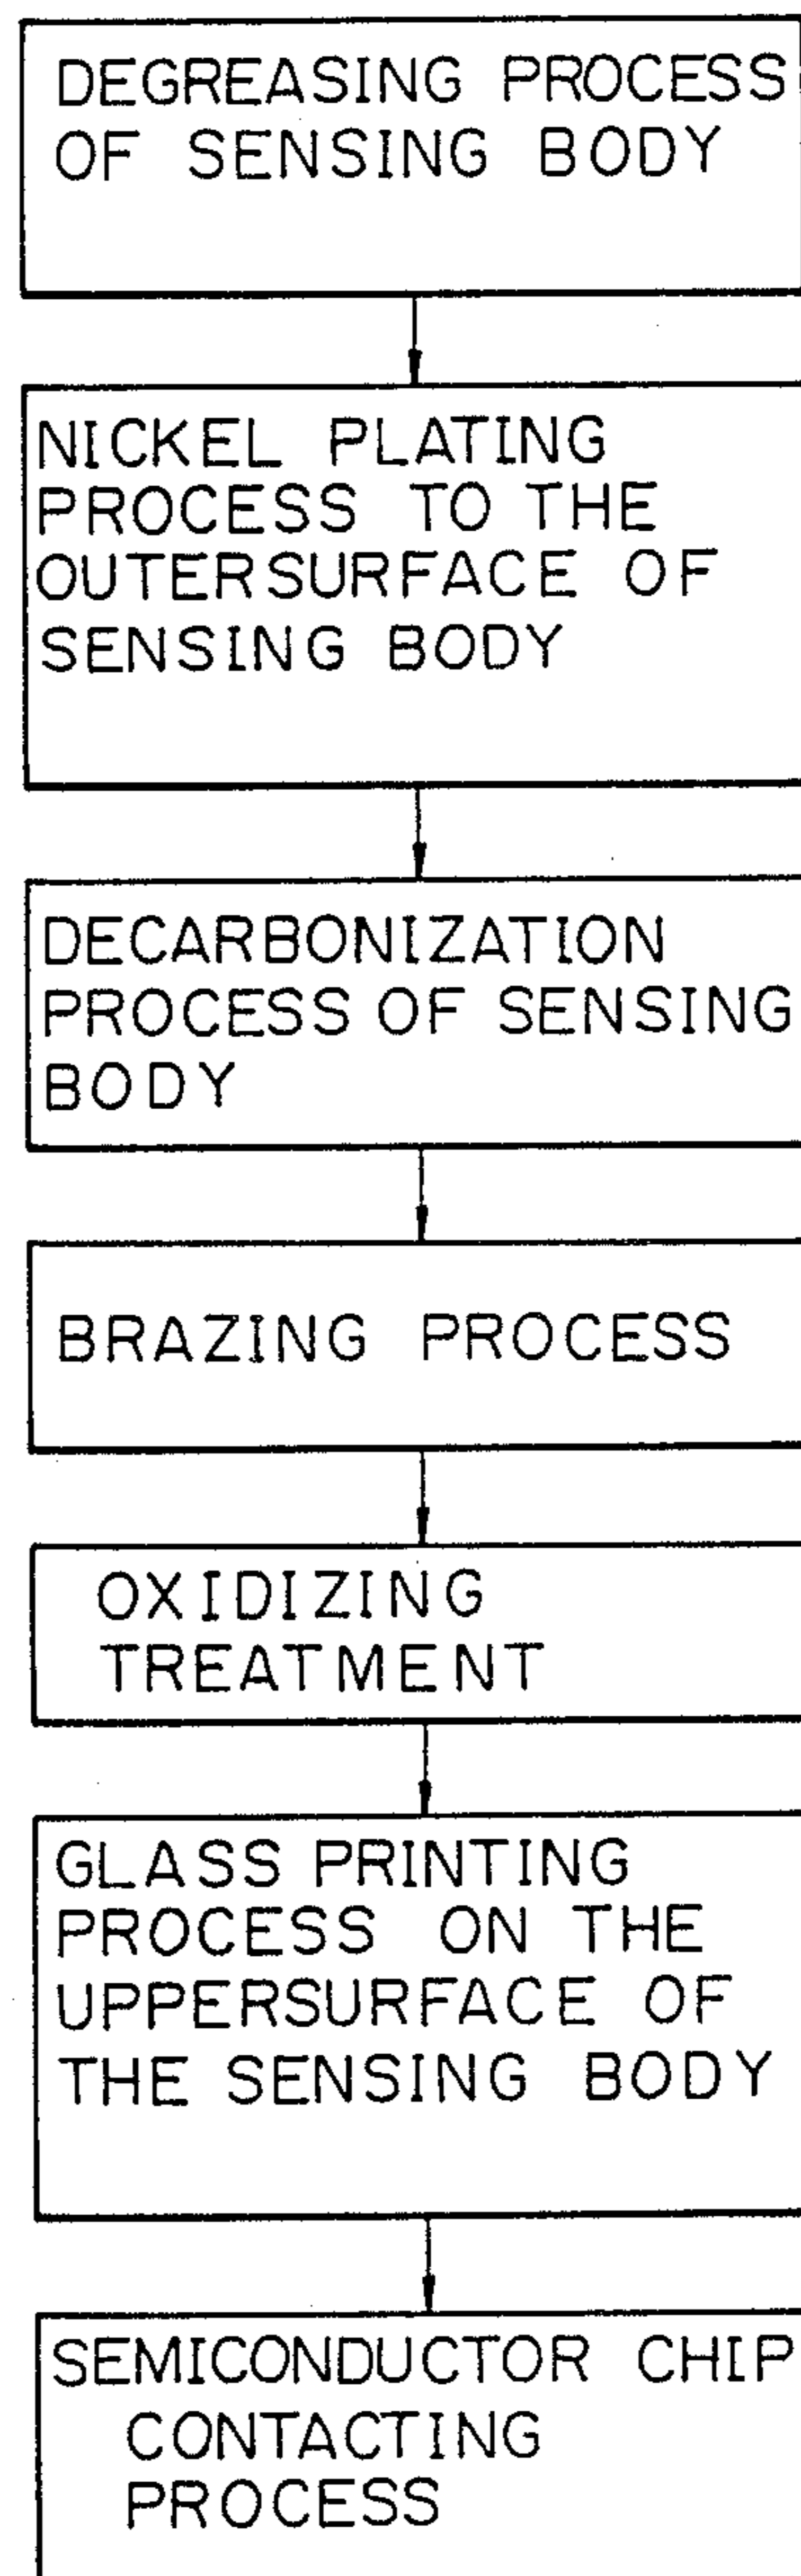 DEGREASING PROCESS
OF SENSING BODY
NICKEL PLATING
PROCESS TO THE
OUTERSURFACE OF
SENSING BODY
DECARBONIZATION
PROCESS OF SENSING
BODY
BRAZING PROCESS
OXIDIZING
TREATMENT
GLASS PRINTING
PROCESS ON THE
UPPERSURFACE OF
THE SENSING BODY
SEMICONDUCTOR CHIP
CONTACTING
PROCESS